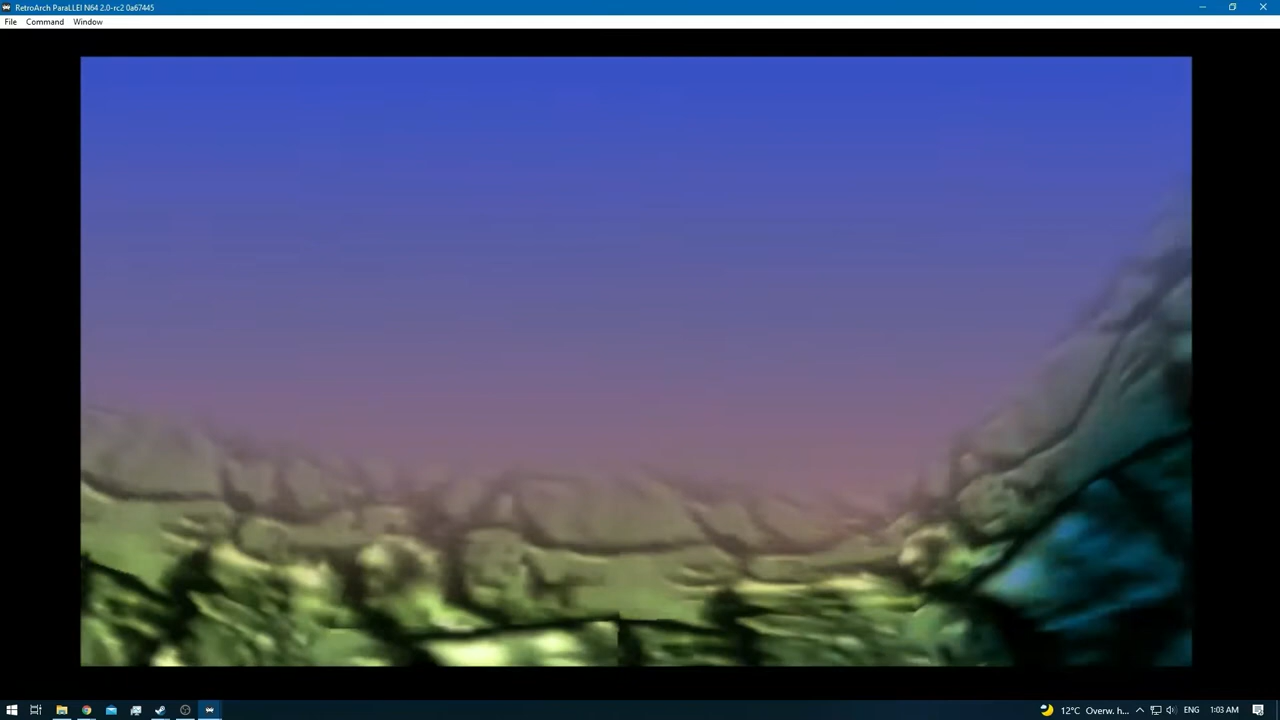 RetroArch ParaLLEl N64 2.0-rc2 0a67445
File Command Window
12°C Overw. h... ENG 1:03 AM